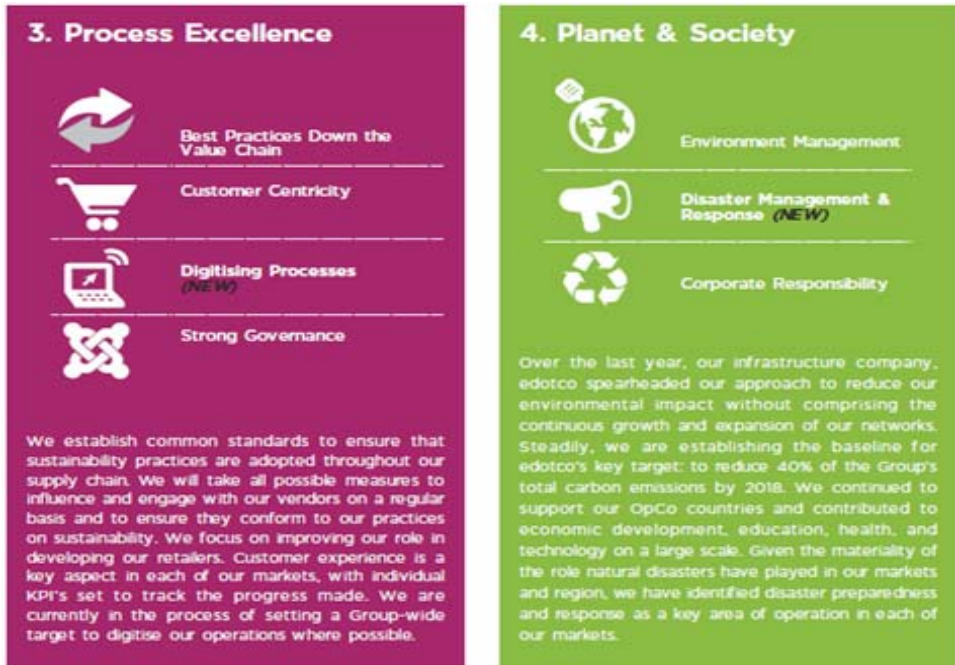 3. Process Excellence
Best Practices Down the
Value Chain
Customer Centricity
Digitising Processes
(NEW)
Strong Governance
We establish common standards to ensure that
sustainability practices are adopted throughout our
supply chain. We will take all possible measures to
influence and engage with our vendors on a regular
basis and to ensure they conform to our practices
on sustainability. We focus on improving our role in
developing our retailers. Customer experience is a
key aspect in each of our markets, with individual
KPI's set to track the progress made. We are
currently in the process of setting a Group-wide
target to digitise our operations where possible.
4. Planet & Society
Environment Management
Disaster Management &
Response (NEW)
Corporate Responsibility
Over the last year, our infrastructure company,
edotco spearheaded our approach to reduce our
environmental impact without comprising the
continuous growth and expansion of our networks.
Steadily, we are establishing the baseline for
edotco's key target: to reduce 40% of the Group's
total carbon emissions by 2018. We continued to
support our OpCo countries and contributed to
economic development, education, health, and
technology on a large scale. Given the materiality of
the role natural disasters have played in our markets
and region, we have identified disaster preparedness
and response as a key area of operation in each of
our markets.